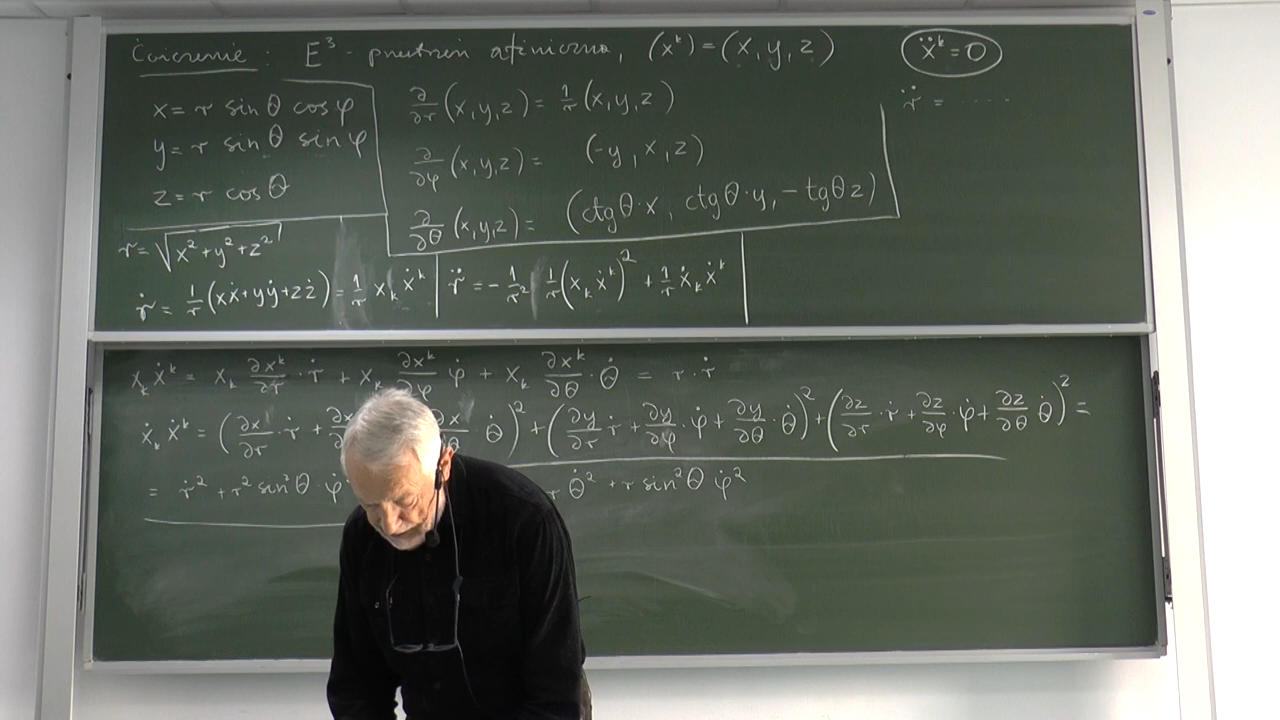 Ćwiczenie : E³ - przestrzeń afiniczna, (xᵏ) = (x, y, z)
ẍᵏ = 0
r̈ = .....
x = r sin θ cos φ
y = r sin θ sin φ
z = r cos θ
∂/∂r (x, y, z) = 1/r (x, y, z)
∂/∂φ (x, y, z) = (-y, x, z)
∂/∂θ (x, y, z) = (ctgθ·x, ctgθ·y, -tgθ z)
r = √(x² + y² + z²)
ṙ = 1/r (xẋ + yẏ + zż) = 1/r xₖ ẋᵏ
r̈ = - 1/r² 1/r (xₖ ẋᵏ)² + 1/r ẋₖ ẋᵏ
xₖ ẋᵏ = xₖ ∂xᵏ/∂r · ṙ + xₖ ∂xᵏ/∂φ φ̇ + xₖ ∂xᵏ/∂θ · θ̇ = r · ṙ
ẋₖ ẋᵏ = (∂x/∂r · ṙ + ∂x θ̇)² + (∂y/∂r ṙ + ∂y/∂φ · φ̇ + ∂y/∂θ · θ̇)² + (∂z/∂r · ṙ + ∂z/∂φ · φ̇ + ∂z/∂θ θ̇)² =
= ṙ² + r² sin²θ · φ̇ θ̇² + r sin²θ φ̇²